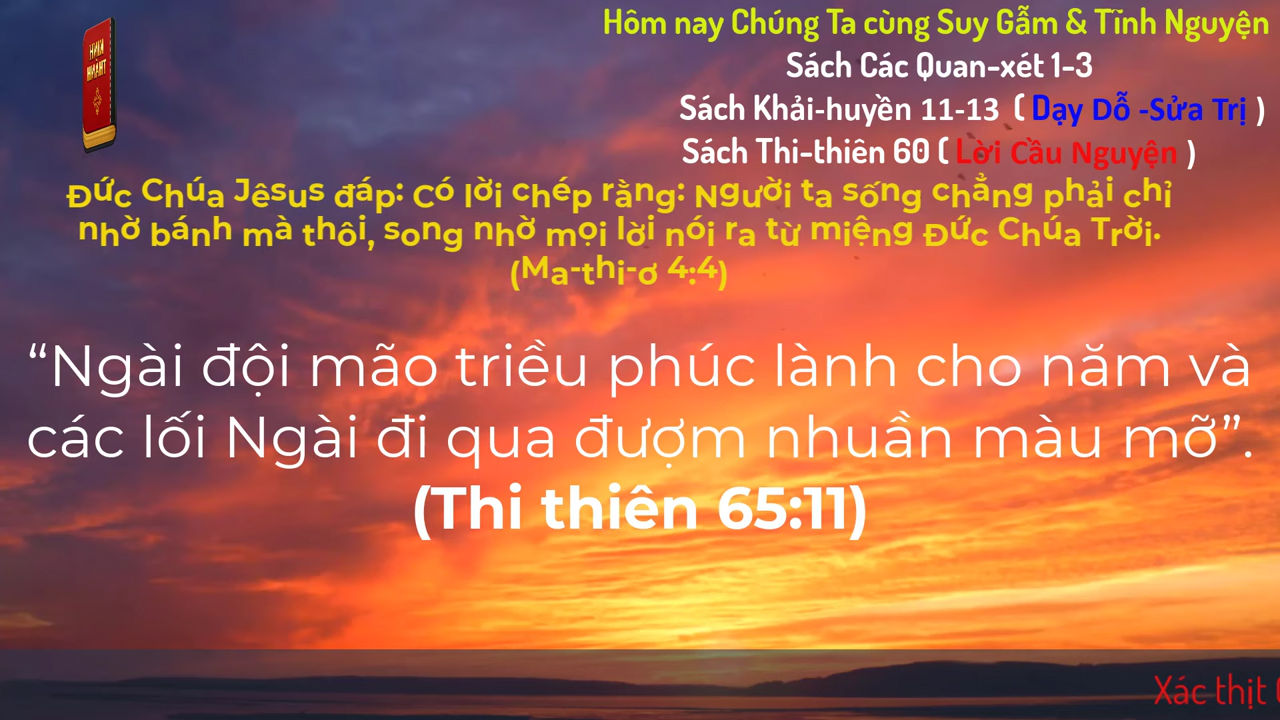 Hôm nay Chúng Ta cùng Suy Gẫm & Tĩnh Nguyện
Sách Các Quan-xét 1-3
Sách Khải-huyền 11-13 ( Dạy Dỗ -Sửa Trị )
Sách Thi-thiên 60 ( Lời Cầu Nguyện )
KINH
THÁNH
Đức Chúa Jêsus đáp: Có lời chép rằng: Người ta sống chẳng phải chỉ
nhờ bánh mà thôi, song nhờ mọi lời nói ra từ miệng Đức Chúa Trời.
(Ma-thi-ơ 4:4)
“Ngài đội mão triều phúc lành cho năm và
các lối Ngài đi qua đượm nhuần màu mỡ”.
(Thi thiên 65:11)
Xác thịt